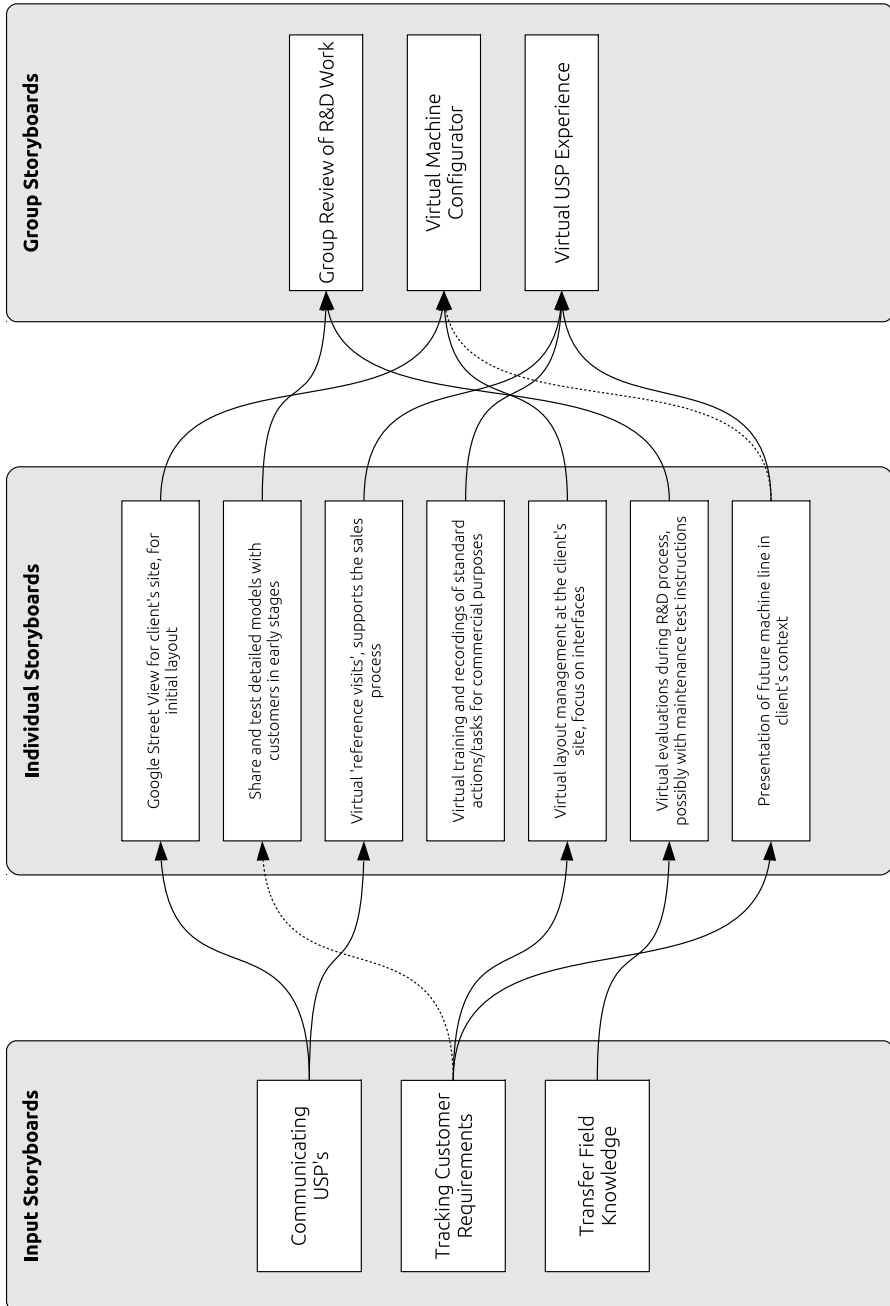 Input Storyboards
Communicating
USP's
Tracking Customer
Requirements
Transfer Field
Knowledge
Individual Storyboards
Google Street View for client's site, for
initial layout
Share and test detailed models with
customers in early stages
Virtual 'reference visits', supports the sales
process
Virtual training and recordings of standard
actions/tasks for commercial purposes
Virtual layout management at the client's
site, focus on interfaces
Virtual evaluations during R&D process,
possibly with maintenance test instructions
Presentation of future machine line in
client's context
Group Storyboards
Group Review of R&D Work
Virtual Machine
Configurator
Virtual USP Experience